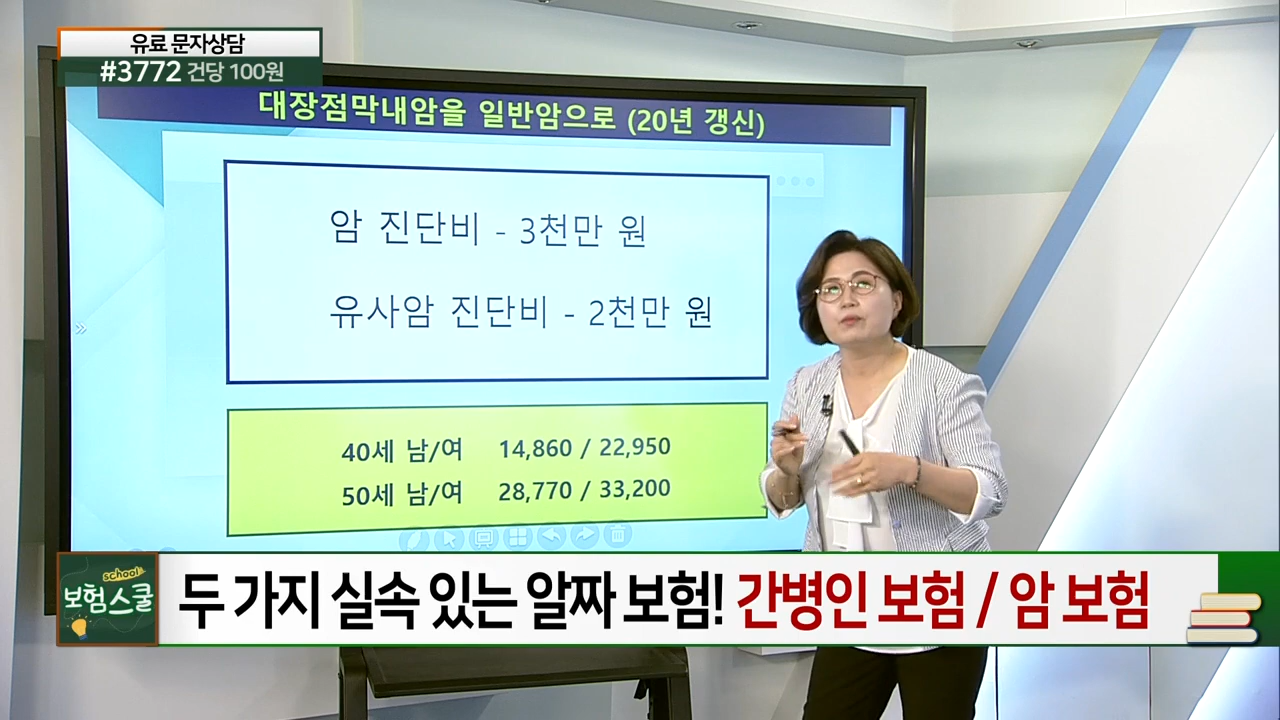 유료 문자상담
#3772 건당 100원
대장점막내암을 일반암으로 (20년 갱신)
암 진단비 - 3천만 원
유사암 진단비 - 2천만 원
40세 남/여 14,860 / 22,950
50세 남/여 28,770 / 33,200
school
보험스쿨
두 가지 실속 있는 알짜 보험! 간병인 보험 / 암 보험